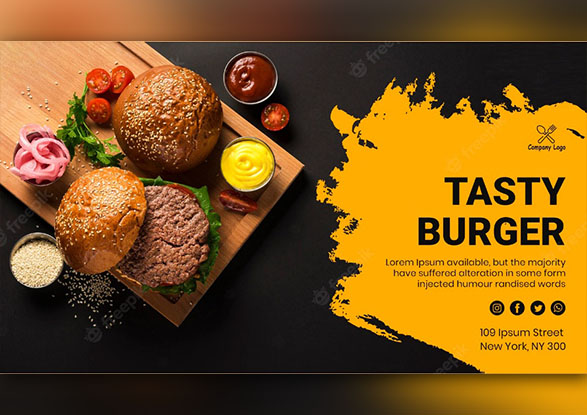 Company Logo
TASTY
BURGER
Lorem Ipsum available, but the majority
have suffered alteration in some form
injected humour randised words
109 Ipsum Street
New York, NY 300